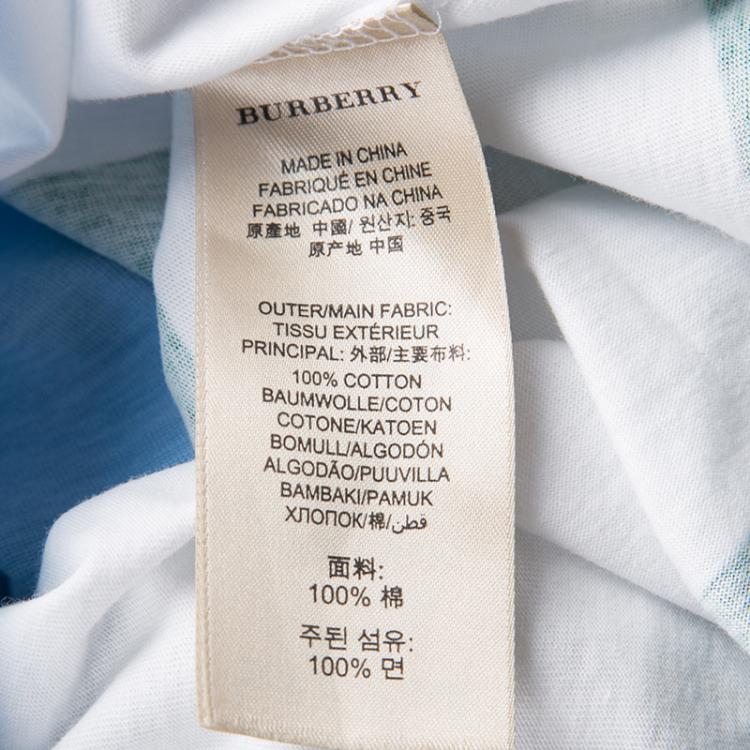 BURBERRY
MADE IN CHINA
FABRIQUÉ EN CHINE
FABRICADO NA CHINA
原產地 中國/ 원산지: 중국
原产地 中国
OUTER/MAIN FABRIC:
TISSU EXTÉRIEUR
PRINCIPAL: 外部/主要布料:
100% COTTON
BAUMWOLLE/COTON
COTONE/KATOEN
BOMULL/ALGODÓN
ALGODÃO/PUUVILLA
BAMBAKI/PAMUK
ХЛОПОК/棉/قطن
面料:
100% 棉
주된 섬유:
100% 면